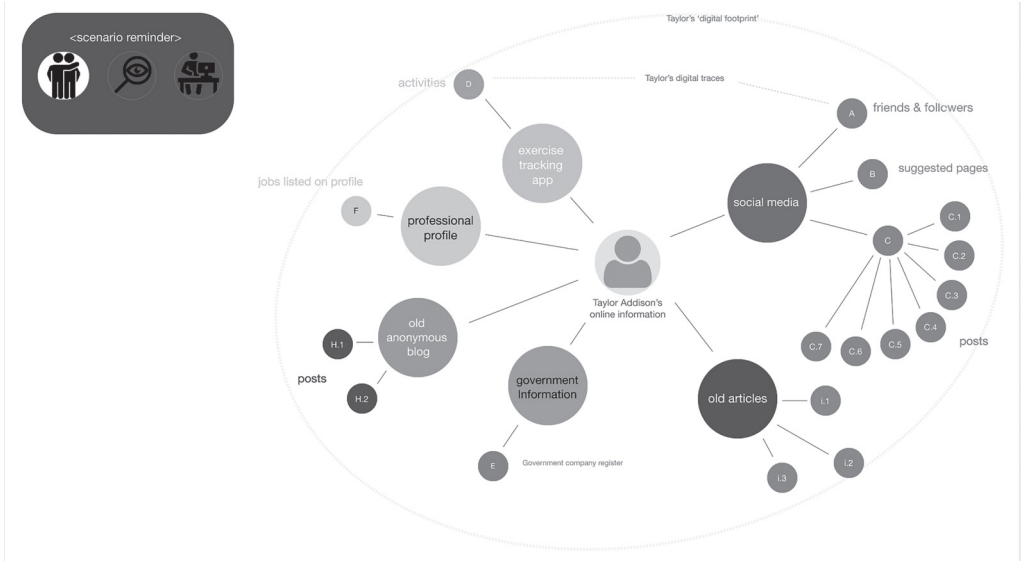 <scenario reminder>
Taylor's 'digital footprint'
activities
D
Taylor's digital traces
A
friends & followers
exercise
tracking
app
B
suggested pages
jobs listed on profile
F
professional
profile
social media
C
C.1
C.2
C.3
C.4
C.5
C.6
C.7
posts
Taylor Addison's
online information
old
anonymous
blog
H.1
posts
H.2
government
Information
E
Government company register
old articles
i.1
i.2
i.3